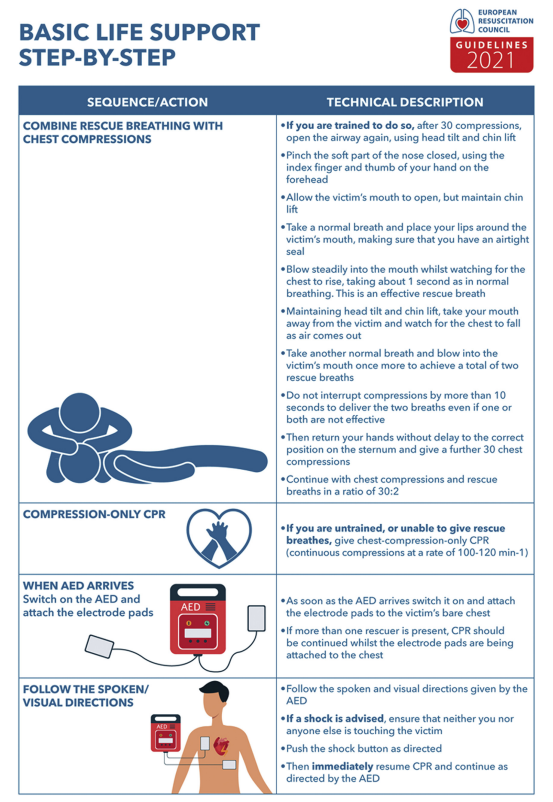 BASIC LIFE SUPPORT
STEP-BY-STEP
EUROPEAN
RESUSCITATION
COUNCIL
GUIDELINES
2021
SEQUENCE/ACTION
TECHNICAL DESCRIPTION
COMBINE RESCUE BREATHING WITH
CHEST COMPRESSIONS
•If you are trained to do so, after 30 compressions,
open the airway again, using head tilt and chin lift
•Pinch the soft part of the nose closed, using the
index finger and thumb of your hand on the
forehead
•Allow the victim's mouth to open, but maintain chin
lift
•Take a normal breath and place your lips around the
victim's mouth, making sure that you have an airtight
seal
•Blow steadily into the mouth whilst watching for the
chest to rise, taking about 1 second as in normal
breathing. This is an effective rescue breath
•Maintaining head tilt and chin lift, take your mouth
away from the victim and watch for the chest to fall
as air comes out
•Take another normal breath and blow into the
victim's mouth once more to achieve a total of two
rescue breaths
•Do not interrupt compressions by more than 10
seconds to deliver the two breaths even if one or
both are not effective
•Then return your hands without delay to the correct
position on the sternum and give a further 30 chest
compressions
•Continue with chest compressions and rescue
breaths in a ratio of 30:2
COMPRESSION-ONLY CPR
•If you are untrained, or unable to give rescue
breathes, give chest-compression-only CPR
(continuous compressions at a rate of 100-120 min-1)
WHEN AED ARRIVES
Switch on the AED and
attach the electrode pads
AED
•As soon as the AED arrives switch it on and attach
the electrode pads to the victim's bare chest
•If more than one rescuer is present, CPR should
be continued whilst the electrode pads are being
attached to the chest
FOLLOW THE SPOKEN/
VISUAL DIRECTIONS
AED
•Follow the spoken and visual directions given by the
AED
•If a shock is advised, ensure that neither you nor
anyone else is touching the victim
•Push the shock button as directed
•Then immediately resume CPR and continue as
directed by the AED